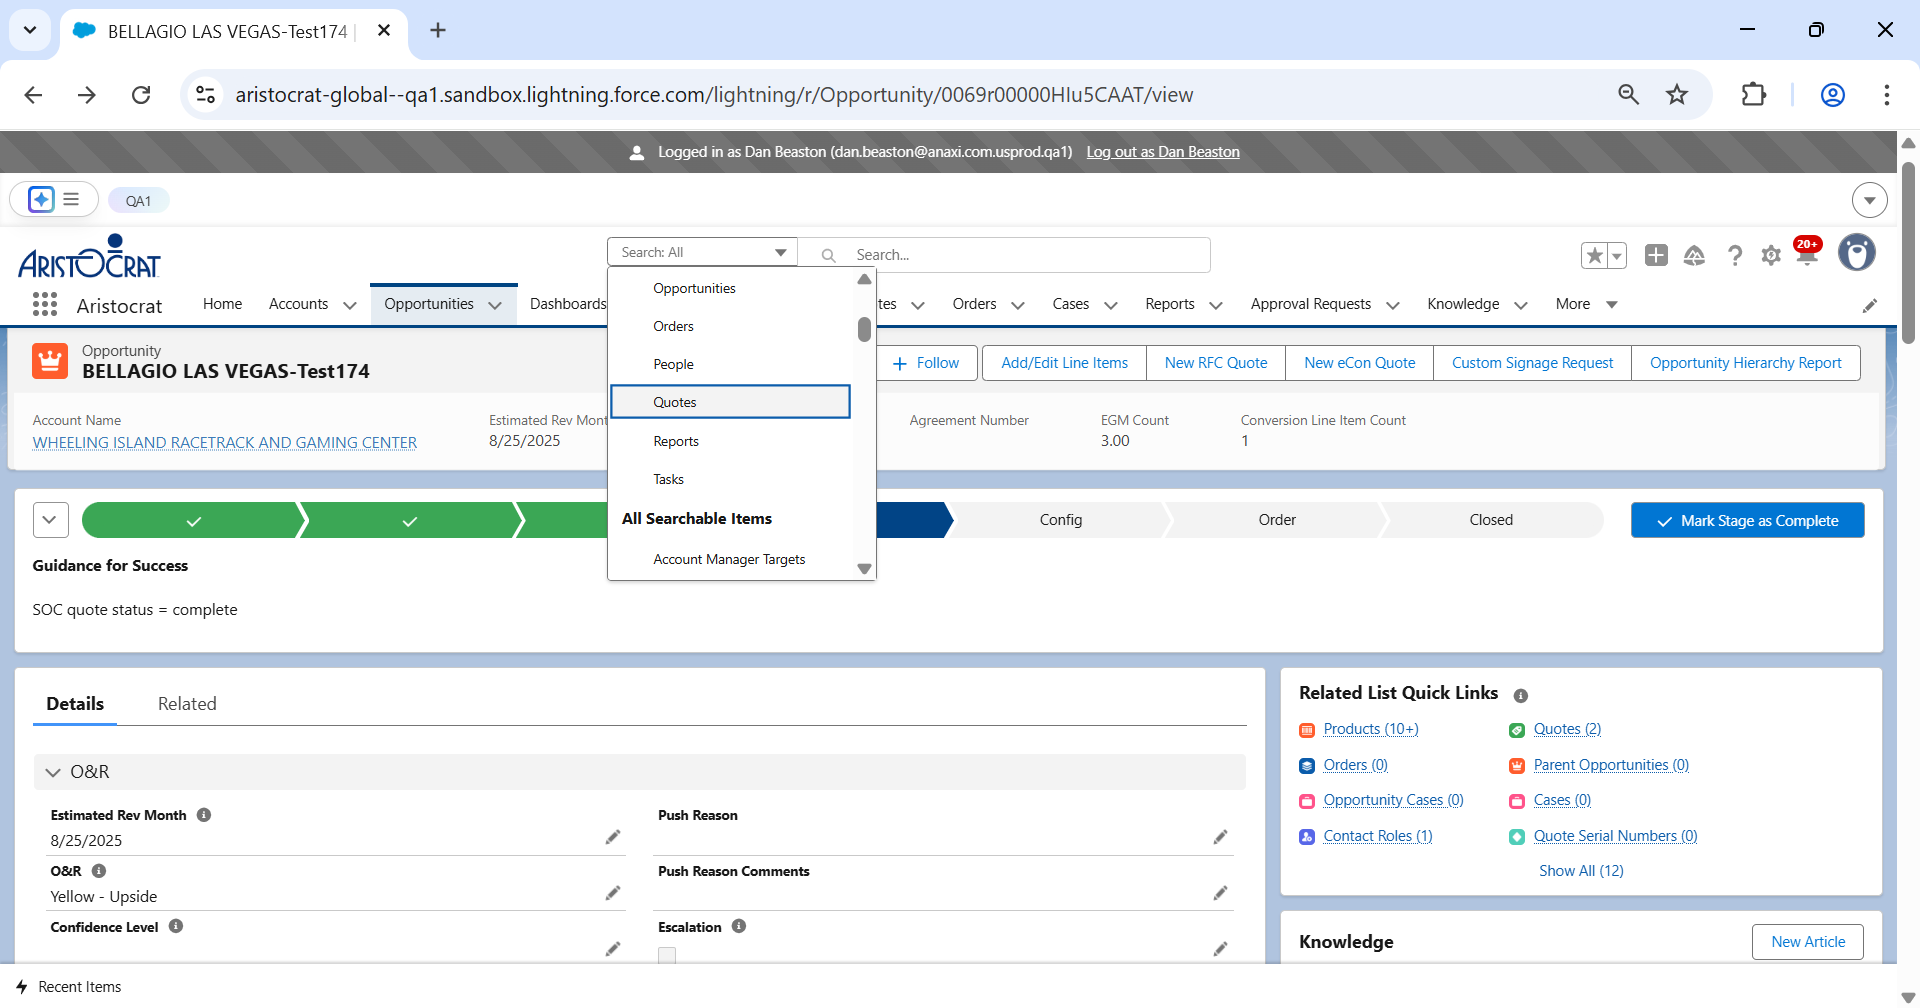 BELLAGIO LAS VEGAS-Test174 |
aristocrat-global--qa1.sandbox.lightning.force.com/lightning/r/Opportunity/0069r00000HIu5CAAT/view
Logged in as Dan Beaston (dan.beaston@anaxi.com.usprod.qa1) Log out as Dan Beaston
QA1
ARISTOCRAT
Search: All
Search...
20+
Aristocrat
Home
Accounts
Opportunities
Dashboards
tes
Orders
Cases
Reports
Approval Requests
Knowledge
More
Opportunities
Orders
People
Quotes
Reports
Tasks
All Searchable Items
Account Manager Targets
Opportunity
BELLAGIO LAS VEGAS-Test174
Follow
Add/Edit Line Items
New RFC Quote
New eCon Quote
Custom Signage Request
Opportunity Hierarchy Report
Account Name
WHEELING ISLAND RACETRACK AND GAMING CENTER
Estimated Rev Mont
8/25/2025
Agreement Number
EGM Count
3.00
Conversion Line Item Count
1
Config
Order
Closed
Mark Stage as Complete
Guidance for Success
SOC quote status = complete
Details
Related
O&R
Estimated Rev Month
8/25/2025
Push Reason
O&R
Yellow - Upside
Push Reason Comments
Confidence Level
Escalation
Related List Quick Links
Products (10+)
Quotes (2)
Orders (0)
Parent Opportunities (0)
Opportunity Cases (0)
Cases (0)
Contact Roles (1)
Quote Serial Numbers (0)
Show All (12)
Knowledge
New Article
Recent Items